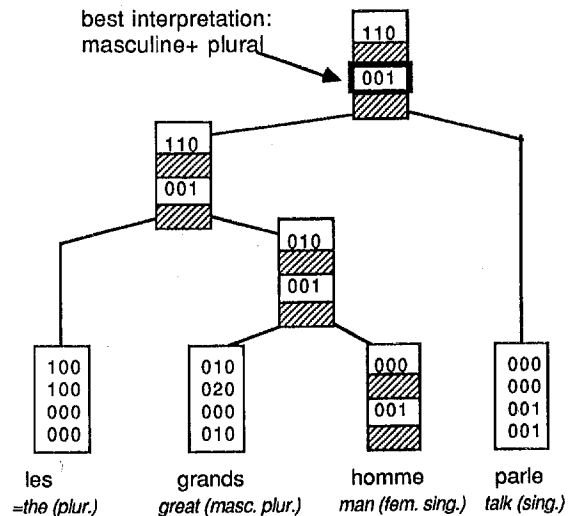 best interpretation:
masculine+ plural
110
001
110
001
010
001
100
100
000
000
010
020
000
010
000
001
000
000
001
001
les
grands
homme
parle
=the (plur.)
great (masc. plur.)
man (fem. sing.)
talk (sing.)